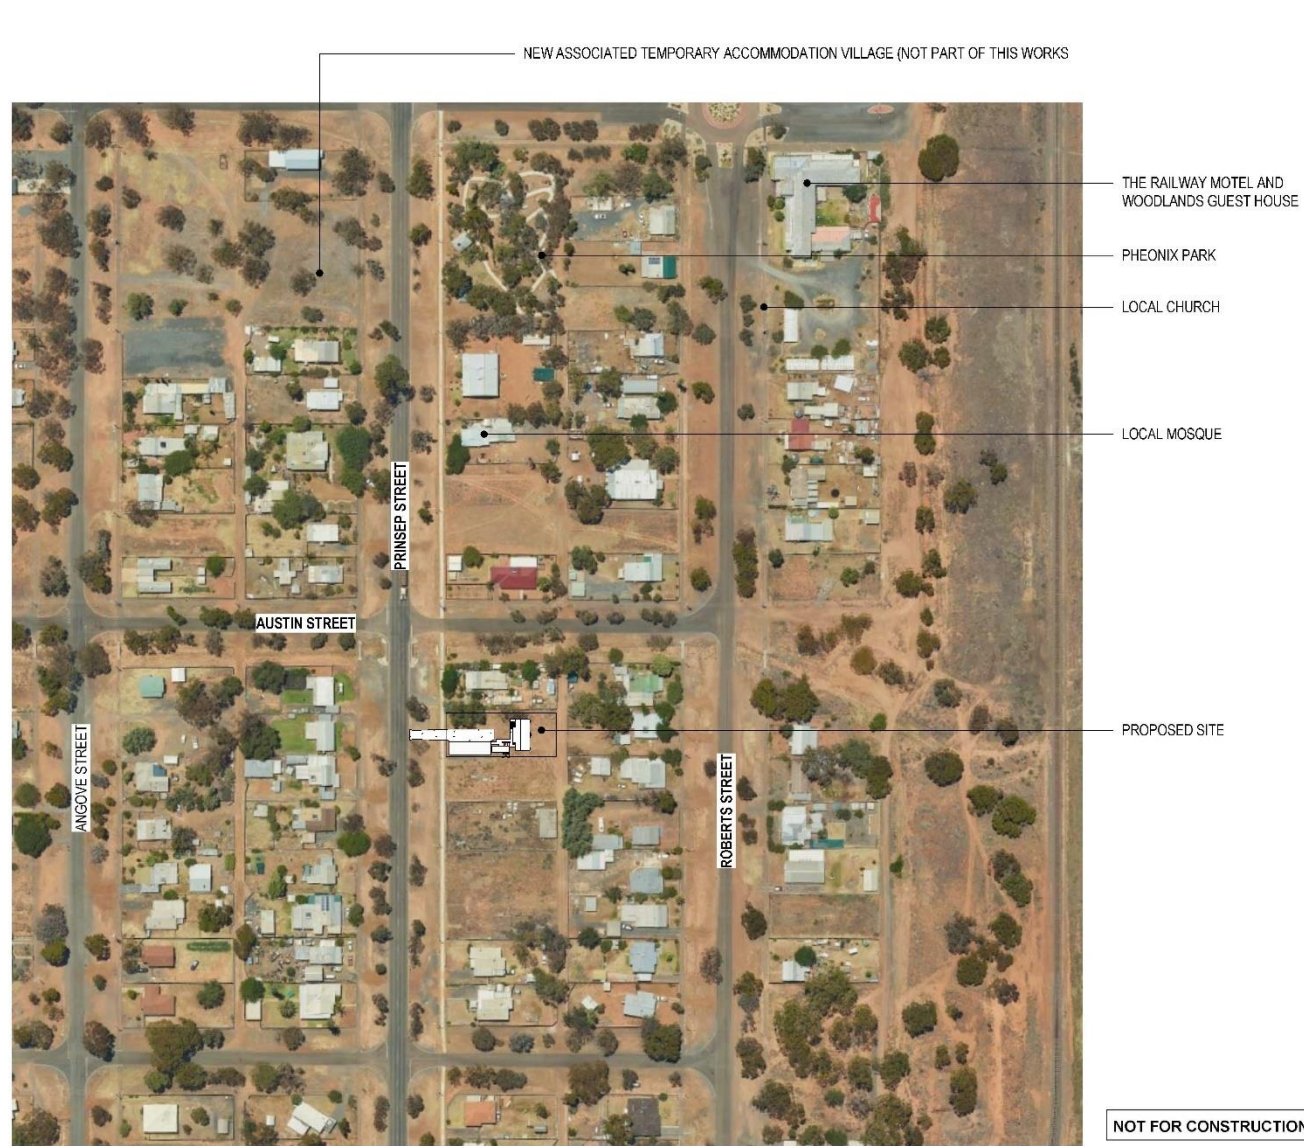 NEW ASSOCIATED TEMPORARY ACCOMMODATION VILLAGE (NOT PART OF THIS WORKS
THE RAILWAY MOTEL AND
WOODLANDS GUEST HOUSE
PHEONIX PARK
LOCAL CHURCH
LOCAL MOSQUE
PRINSEP STREET
AUSTIN STREET
PROPOSED SITE
ANGOVE STREET
ROBERTS STREET
NOT FOR CONSTRUCTION